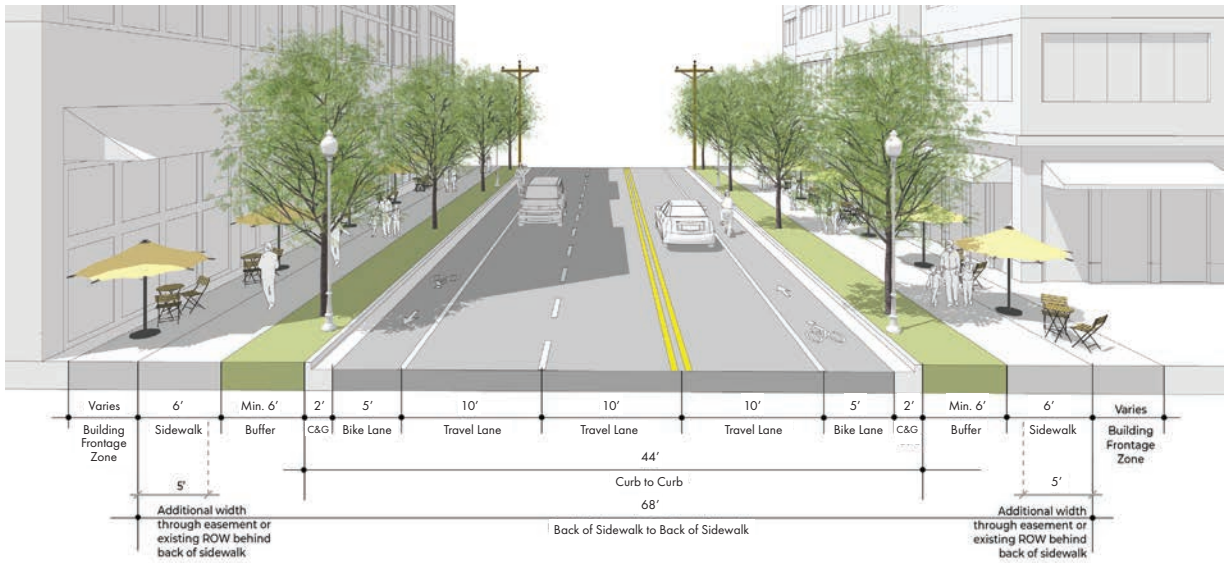 Varies 6’ Min. 6’ 2’ 5’ 10’ 10’ 10’ 5’ 2’ Min. 6’ 6’ Varies
Building Frontage Zone
Sidewalk
Buffer
C&G
Bike Lane
Travel Lane
Travel Lane
Travel Lane
Bike Lane
C&G
Buffer
Sidewalk
Building
Frontage
Zone
44’
Curb to Curb
5’
5’
68’
Back of Sidewalk to Back of Sidewalk
Additional width
through easement or
existing ROW behind
back of sidewalk
Additional width
through easement or
existing ROW behind
back of sidewalk